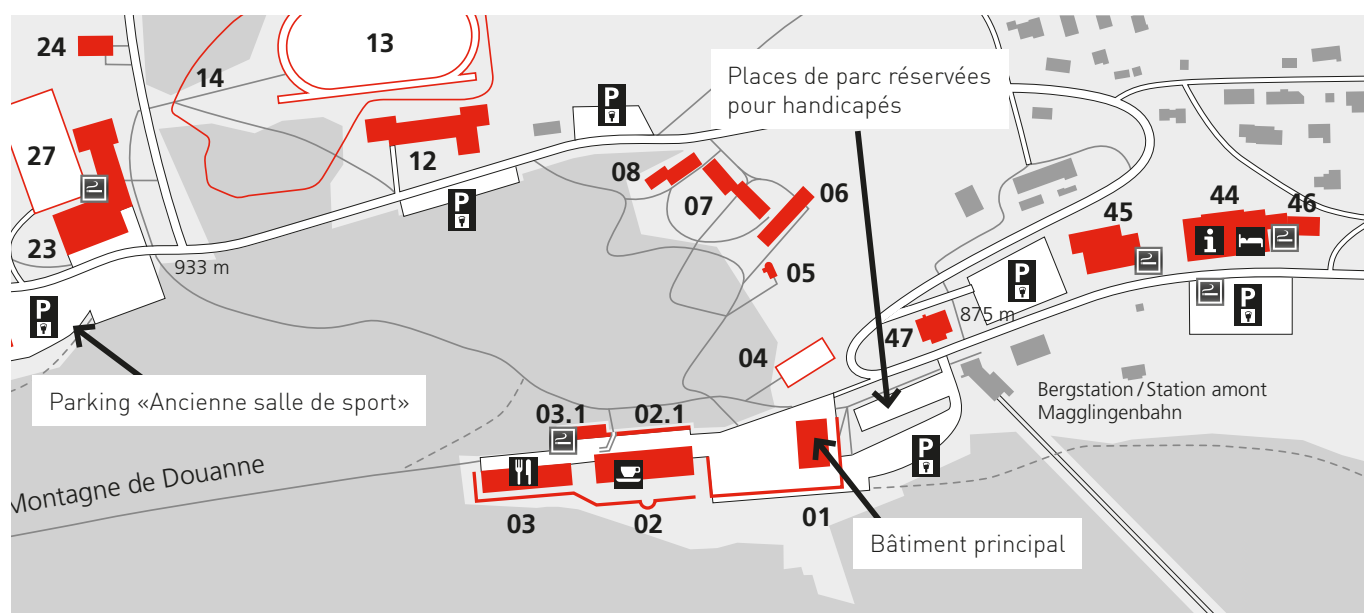 24
13
14
Places de parc réservées
pour handicapés
P
27
12
08
07
06
P
45
44
46
i
23
933 m
05
P
P
P
47
875 m
04
Parking «Ancienne salle de sport»
Bergstation / Station amont
Magglingenbahn
03.1
02.1
P
Montagne de Douanne
03
02
01
Bâtiment principal